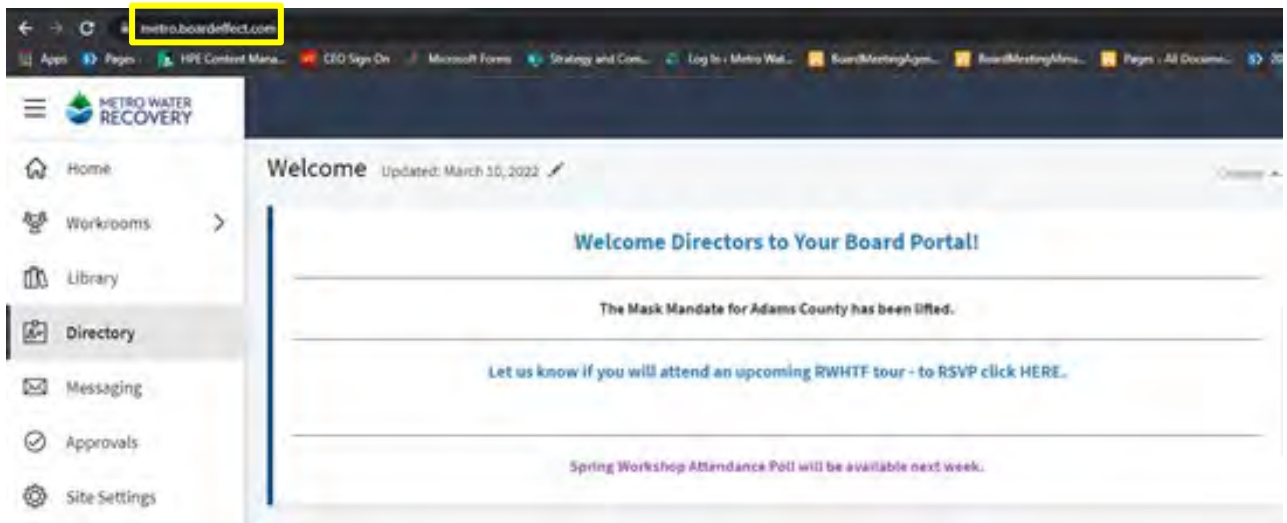 metro.boardeffect.com
Apps Pages HPE Content Mana... CEO Sign On Microsoft Forms Strategy and Com... Log In - Metro Wat... BoardMeetingAgen... BoardMeetingMinu... Pages - All Docume...
METRO WATER
RECOVERY
Welcome Updated: March 10, 2022
Home
Workrooms
Library
Directory
Messaging
Approvals
Site Settings
Welcome Directors to Your Board Portal!
The Mask Mandate for Adams County has been lifted.
Let us know if you will attend an upcoming RWHTF tour - to RSVP click HERE.
Spring Workshop Attendance Poll will be available next week.